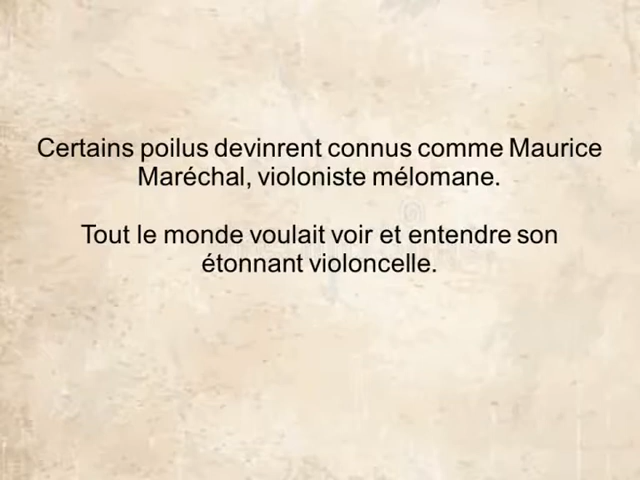 Certains poilus devinrent connus comme Maurice
Maréchal, violoniste mélomane.
Tout le monde voulait voir et entendre son
étonnant violoncelle.